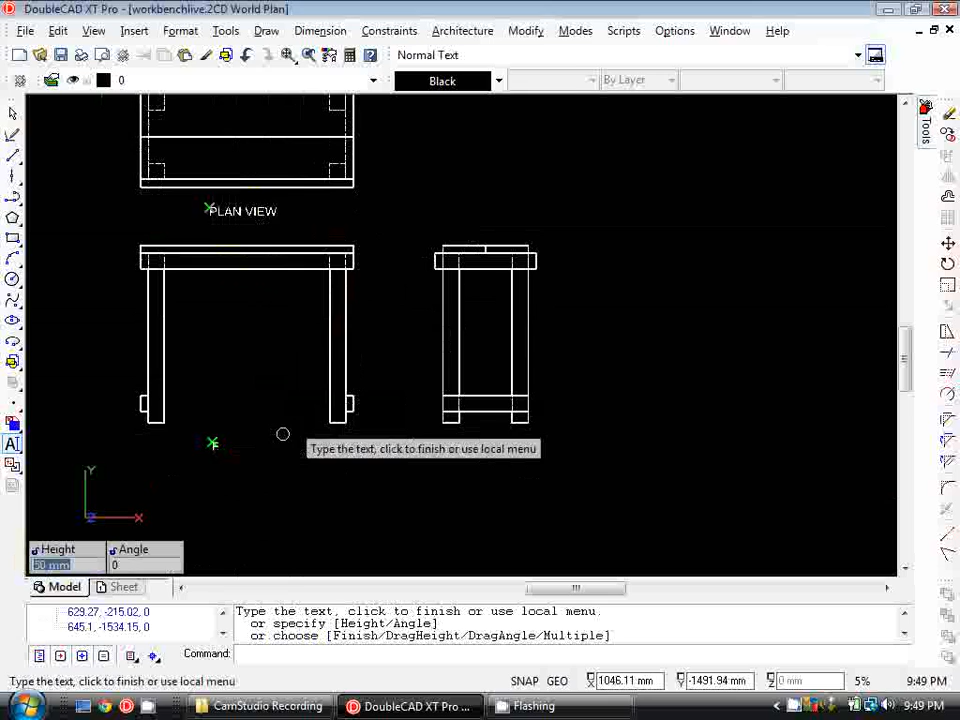 DoubleCAD XT Pro - [workbenchlive.2CD World Plan]
File Edit View Insert Format Tools Draw Dimension Constraints Architecture Modify Modes Scripts Options Window Help
Normal Text
0 Black By Layer
Tools
PLAN VIEW
F
Type the text, click to finish or use local menu
Y
X
Z
Height Angle
50 mm 0
Model Sheet
629.27, -215.02, 0
645.1, -1534.15, 0
Type the text, click to finish or use local menu.
or specify [Height/Angle]
or choose [Finish/DragHeight/DragAngle/Multiple]
Command:
Type the text, click to finish or use local menu
SNAP GEO X 1046.11 mm Y -1491.94 mm Z 0 mm 5% 9:49 PM
CamStudio Recording DoubleCAD XT Pro ... Flashing 9:49 PM